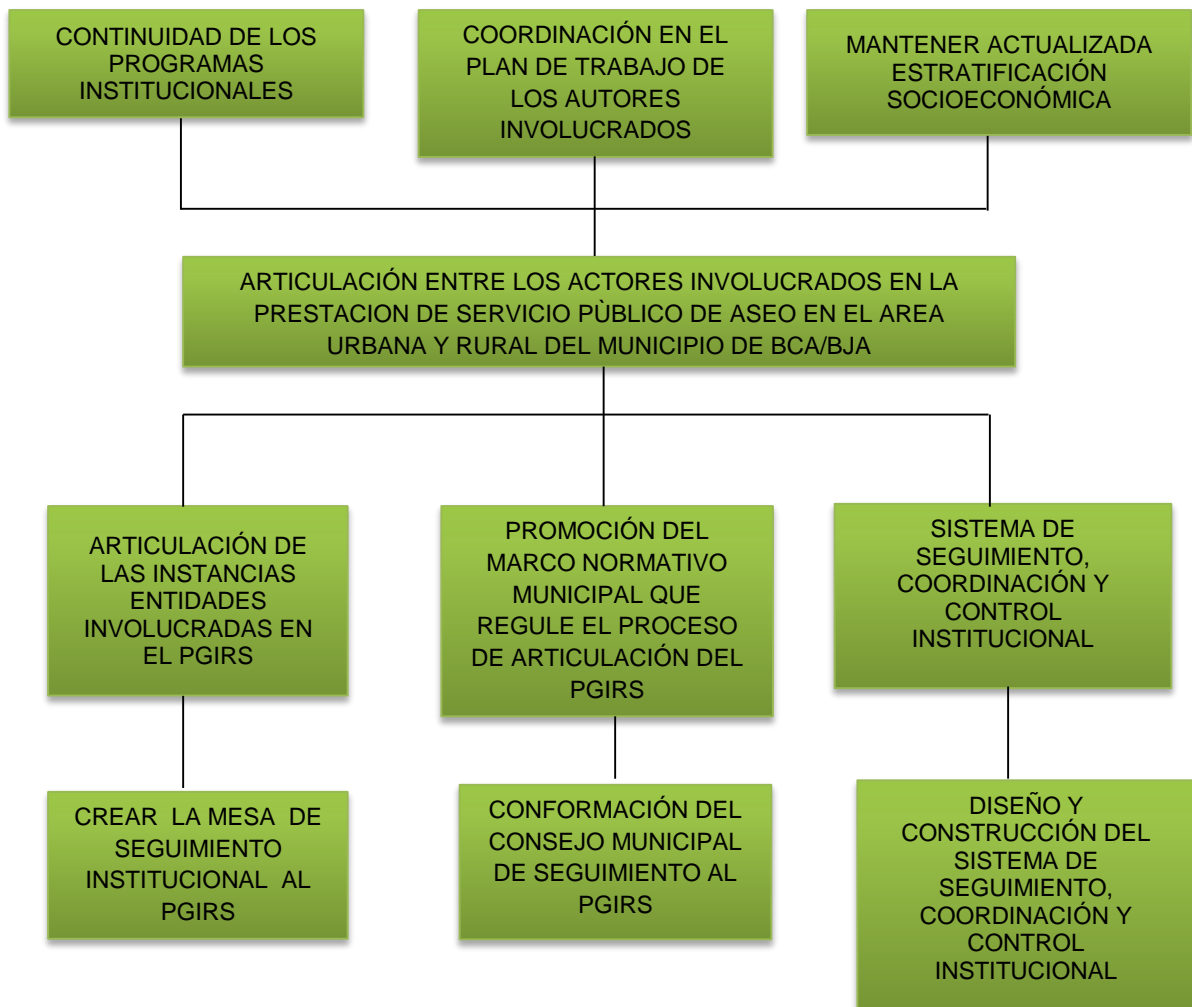 CONTINUIDAD DE LOS
PROGRAMAS
INSTITUCIONALES
COORDINACIÓN EN EL
PLAN DE TRABAJO DE
LOS AUTORES
INVOLUCRADOS
MANTENER ACTUALIZADA
ESTRATIFICACIÓN
SOCIOECONÓMICA
ARTICULACIÓN ENTRE LOS ACTORES INVOLUCRADOS EN LA
PRESTACION DE SERVICIO PÙBLICO DE ASEO EN EL AREA
URBANA Y RURAL DEL MUNICIPIO DE BCA/BJA
ARTICULACIÓN DE
LAS INSTANCIAS
ENTIDADES
INVOLUCRADAS EN
EL PGIRS
PROMOCIÓN DEL
MARCO NORMATIVO
MUNICIPAL QUE
REGULE EL PROCESO
DE ARTICULACIÓN DEL
PGIRS
SISTEMA DE
SEGUIMIENTO,
COORDINACIÓN Y
CONTROL
INSTITUCIONAL
CREAR LA MESA DE
SEGUIMIENTO
INSTITUCIONAL AL
PGIRS
CONFORMACIÓN DEL
CONSEJO MUNICIPAL
DE SEGUIMIENTO AL
PGIRS
DISEÑO Y
CONSTRUCCIÓN DEL
SISTEMA DE
SEGUIMIENTO,
COORDINACIÓN Y
CONTROL
INSTITUCIONAL